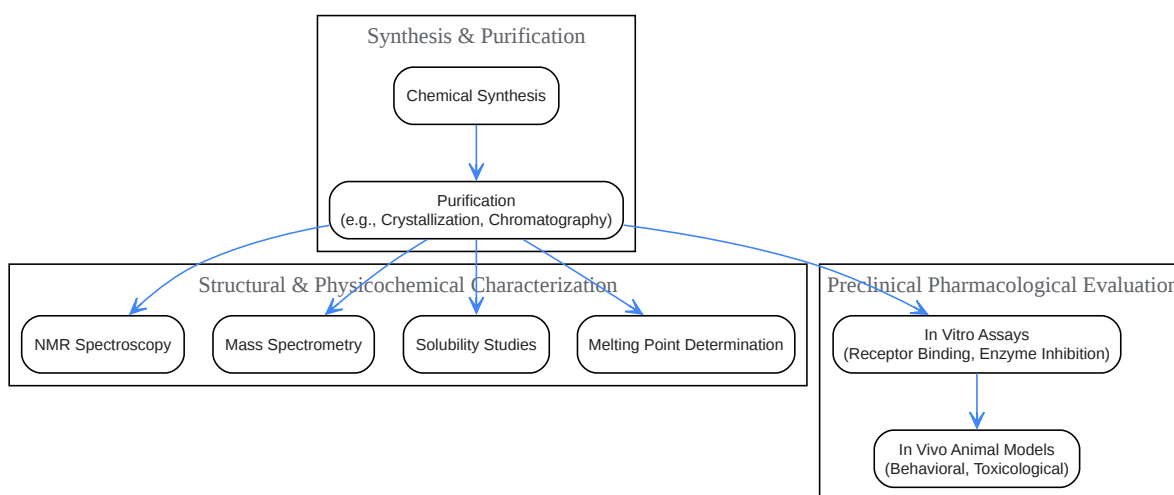 Synthesis & Purification
Chemical Synthesis
Purification
(e.g., Crystallization, Chromatography)
Structural & Physicochemical Characterization
NMR Spectroscopy
Mass Spectrometry
Solubility Studies
Melting Point Determination
Preclinical Pharmacological Evaluation
In Vitro Assays
(Receptor Binding, Enzyme Inhibition)
In Vivo Animal Models
(Behavioral, Toxicological)